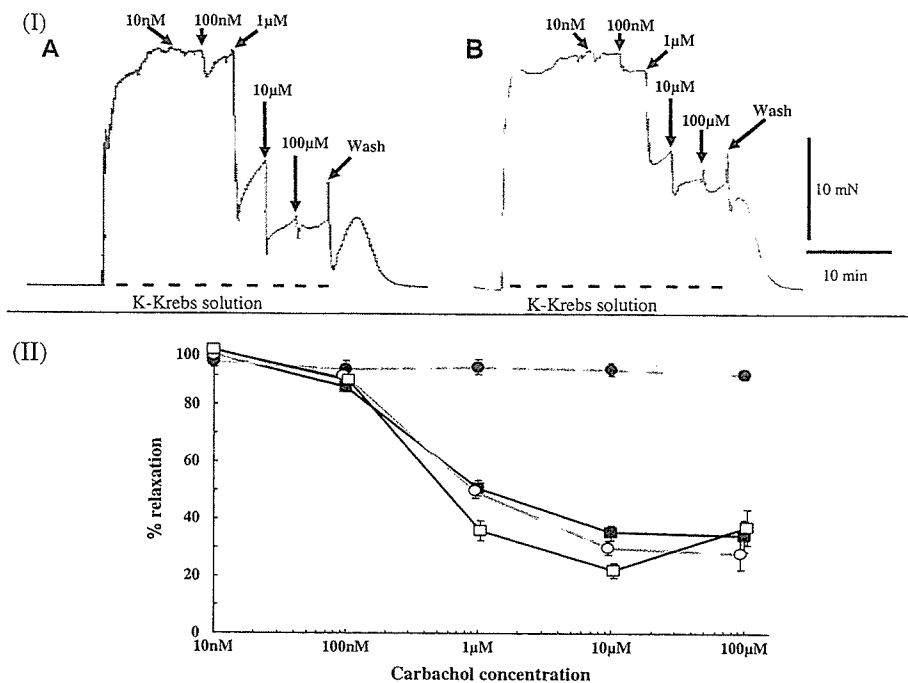 (I)
A
10nM
100nM
1µM
10µM
100µM
Wash
K-Krebs solution
B
10nM
100nM
1µM
10µM
100µM
Wash
K-Krebs solution
10 mN
10 min
(II)
% relaxation
100
80
60
40
20
0
10nM
100nM
1µM
10µM
100µM
Carbachol concentration